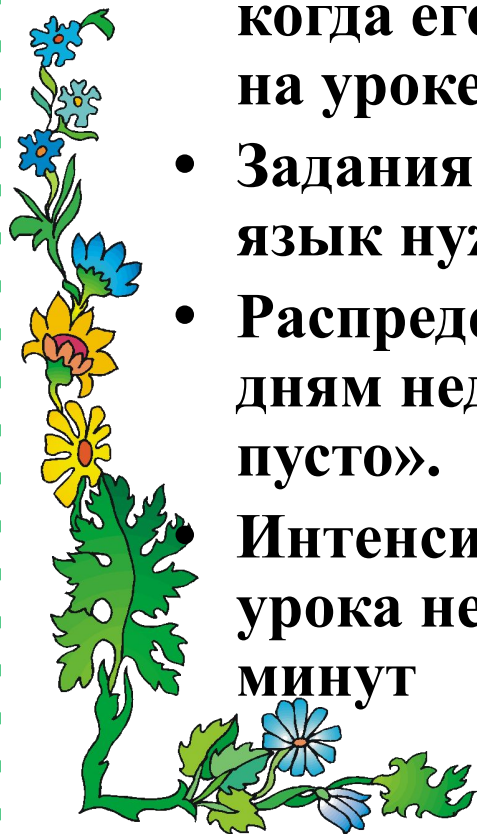 когда его
на уроке
• Задания
язык ну
• Распред
дням нед
пусто».
• Интенси
урока не
минут